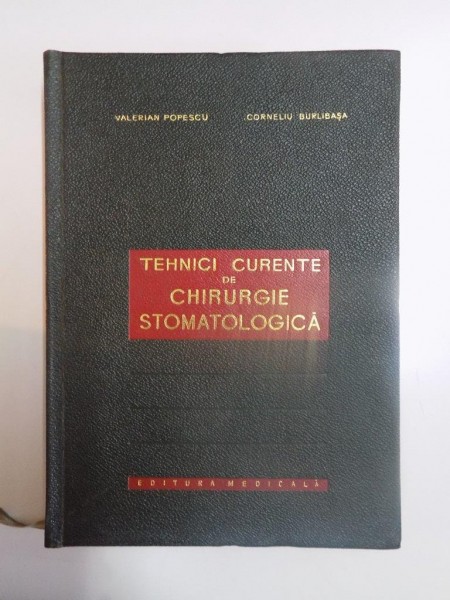 VALERIAN POPESCU CORNELIU BURLIBAŞA
TEHNICI CURENTE
DE
CHIRURGIE
STOMATOLOGICĂ
EDITURA MEDICALĂ